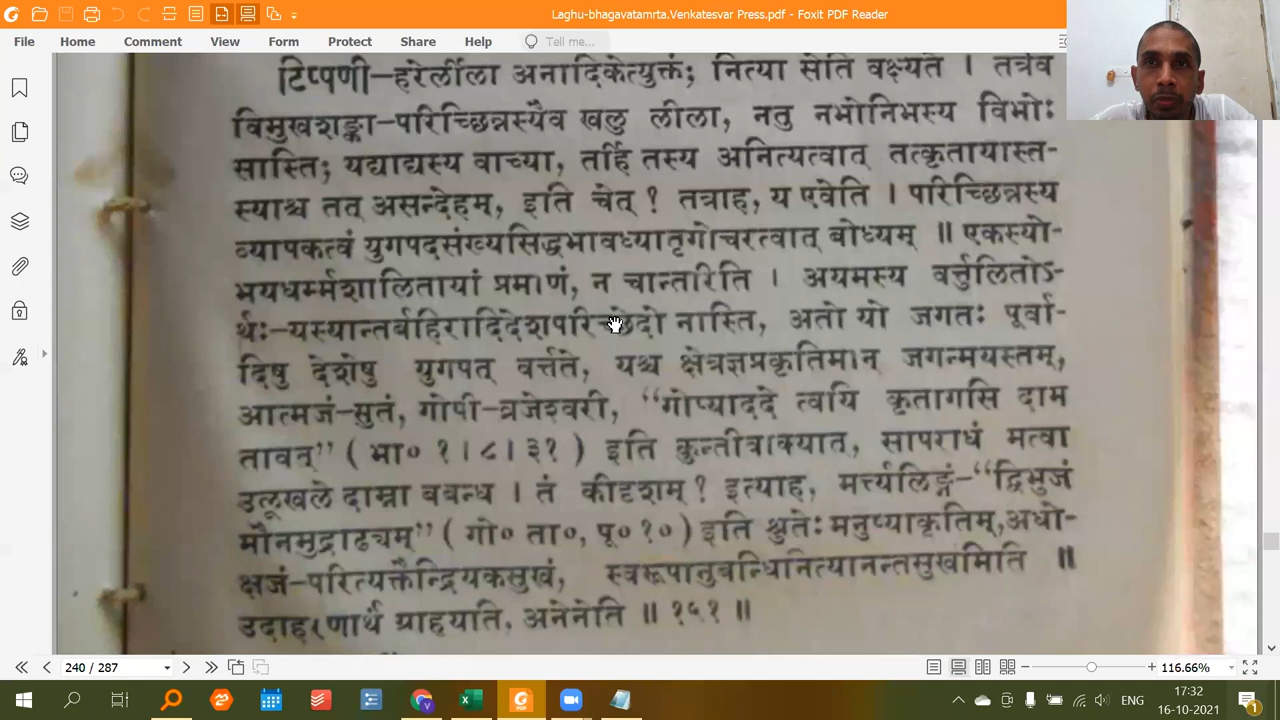 Laghu-bhagavatamrta.Venkatesvar Press.pdf - Foxit PDF Reader
File Home Comment View Form Protect Share Help Tell me...
टिप्पणी-हरेर्लीला अनादिकेत्युक्तं; नित्या सेति वक्ष्यते । तत्रैव
विमुखशङ्का-परिच्छिन्नस्यैव खलु लीला, नतु नभोनिभस्य विभोः
सास्ति; यद्याद्यस्य वाच्या, तर्हि तस्य अनित्यत्वात् तत्कृतायास्त-
स्याश्च तत् असन्देहम्, इति चेत् ? तत्राह, य एवेति । परिच्छिन्नस्य
व्यापकत्वं युगपदसंख्यसिद्धभावध्यातृगोचरत्वात् बोध्यम् ॥ एकस्यो-
भयधर्म्मशालितायां प्रमाणं, न चान्तरिति । अयमस्य वर्त्तुलितोऽ-
र्थः-यस्यान्तर्बहिरादिदेशपरिच्छेदो नास्ति, अतो यो जगतः पूर्वा-
दिषु देशेषु युगपत् वर्त्तते, यश्च क्षेत्रज्ञप्रकृतिमान् जगन्मयस्तम्,
आत्मजं-सुतं, गोपी-व्रजेश्वरी, “गोप्याददे त्वयि कृतागसि दाम
तावत्” ( भा० १।८।३१ ) इति कुन्तीवाक्यात्, सापराधं मत्वा
उलूखले दाम्ना बबन्ध । तं कीदृशम् ? इत्याह, मर्त्त्यलिङ्गं-“द्विभुजं
मौनमुद्राढ्यम्” ( गो० ता०, पू० १० ) इति श्रुतेः मनुष्याकृतिम्,अधो-
क्षजं-परित्यक्तैन्द्रियकसुखं, स्वरूपानुबन्धिनित्यानन्तसुखमिति ॥
उदाहरणार्थं ग्राहयति, अनेनेति ॥ १५१ ॥
240 / 287 116.66%
ENG 17:32
16-10-2021